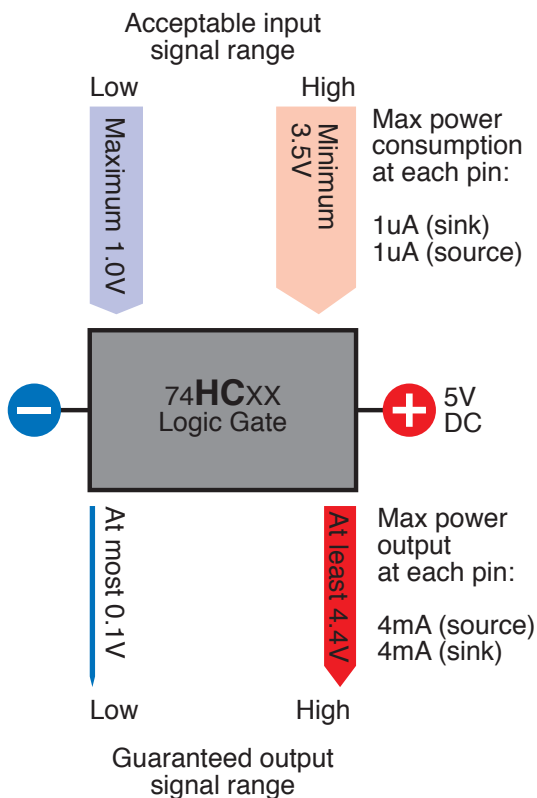 Acceptable input
signal range
Low
High
Maximum 1.0V
Minimum
3.5V
Max power
consumption
at each pin:
1uA (sink)
1uA (source)
74HCXX
Logic Gate
5V
DC
At most 0.1V
At least 4.4V
Max power
output
at each pin:
4mA (source)
4mA (sink)
Low
High
Guaranteed output
signal range